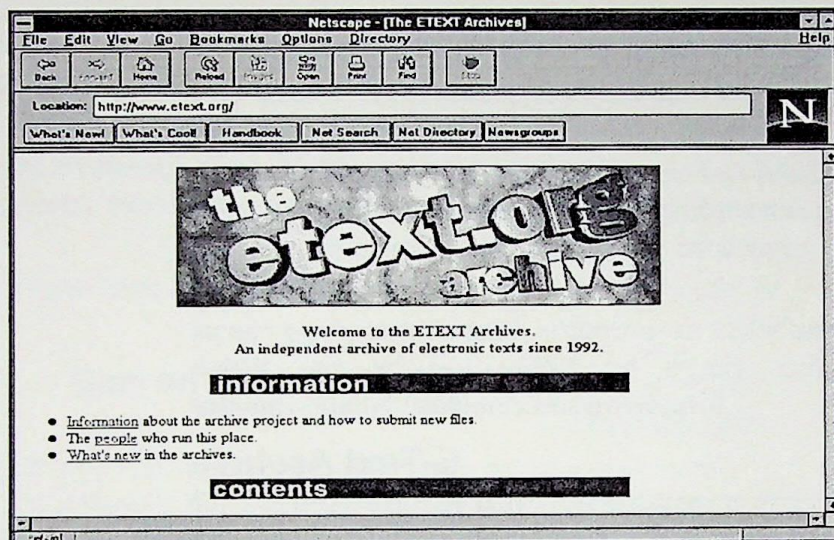 Netscape - [The ETEXT Archives]
File Edit View Go Bookmarks Options Directory Help
Back Forward Home Reload Images Open Print Find Stop
Location: http://www.etext.org/
What's New! What's Cool! Handbook Net Search Net Directory Newsgroups
N
the
etext.org
archive
Welcome to the ETEXT Archives.
An independent archive of electronic texts since 1992.
information
Information about the archive project and how to submit new files.
The people who run this place.
What's new in the archives.
contents